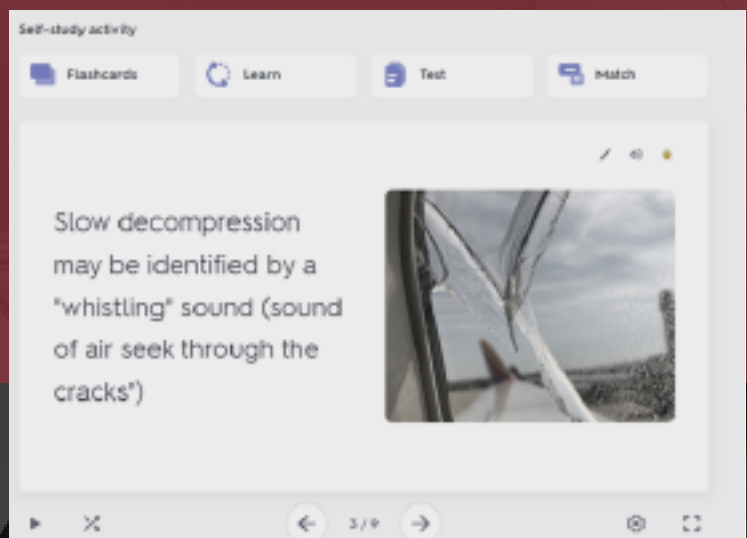 Self-study activity
Flashcards
Learn
Test
Match
Slow decompression
may be identified by a
"whistling" sound (sound
of air seek through the
cracks")
3 / 9